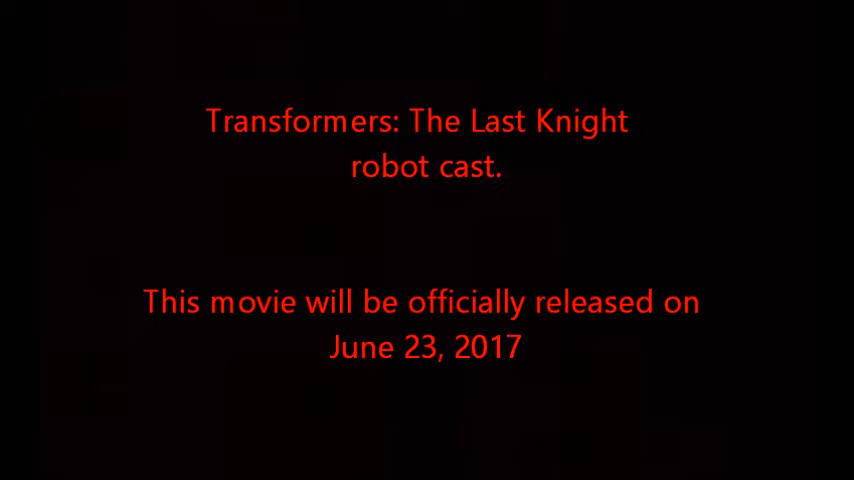 Transformers: The Last Knight
robot cast.
This movie will be officially released on
June 23, 2017